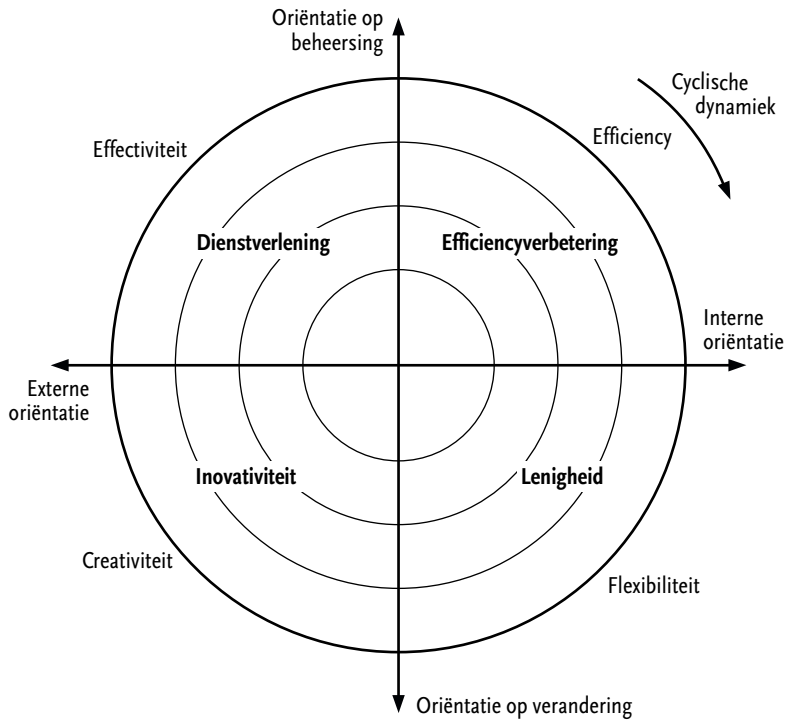 Oriëntatie op
beheersing
Cyclische
dynamiek
Efficiency
Effectiviteit
Dienstverlening
Efficiencyverbetering
Interne
oriëntatie
Externe
oriëntatie
Inovativiteit
Lenigheid
Creativiteit
Flexibiliteit
Oriëntatie op verandering